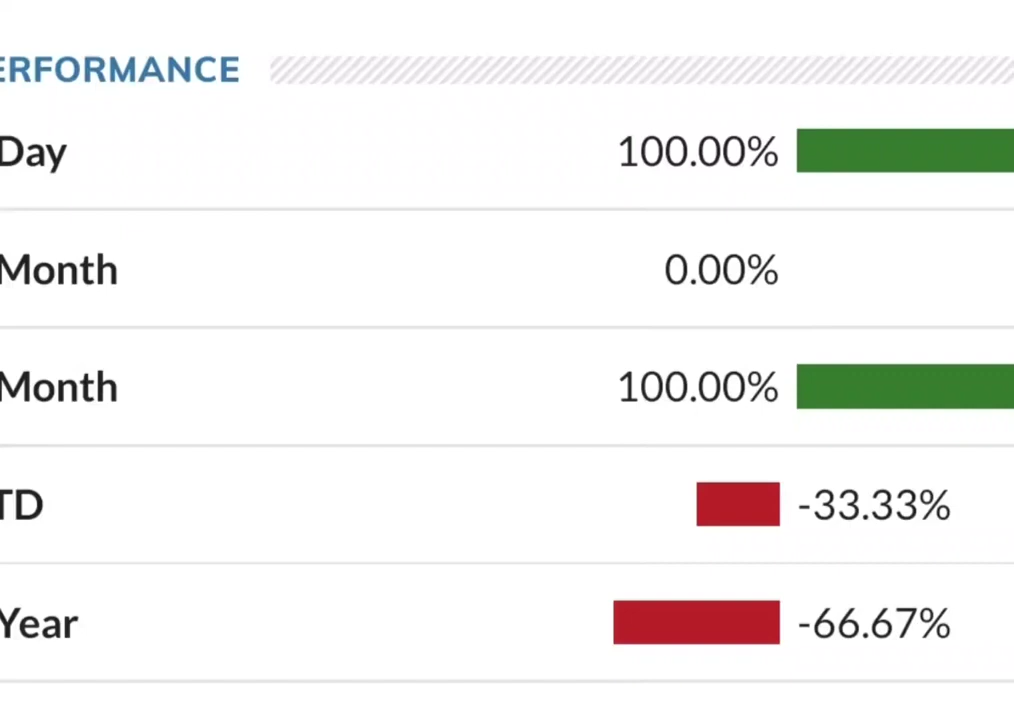 ERFORMANCE
Day 100.00%
Month 0.00%
Month 100.00%
TD -33.33%
Year -66.67%